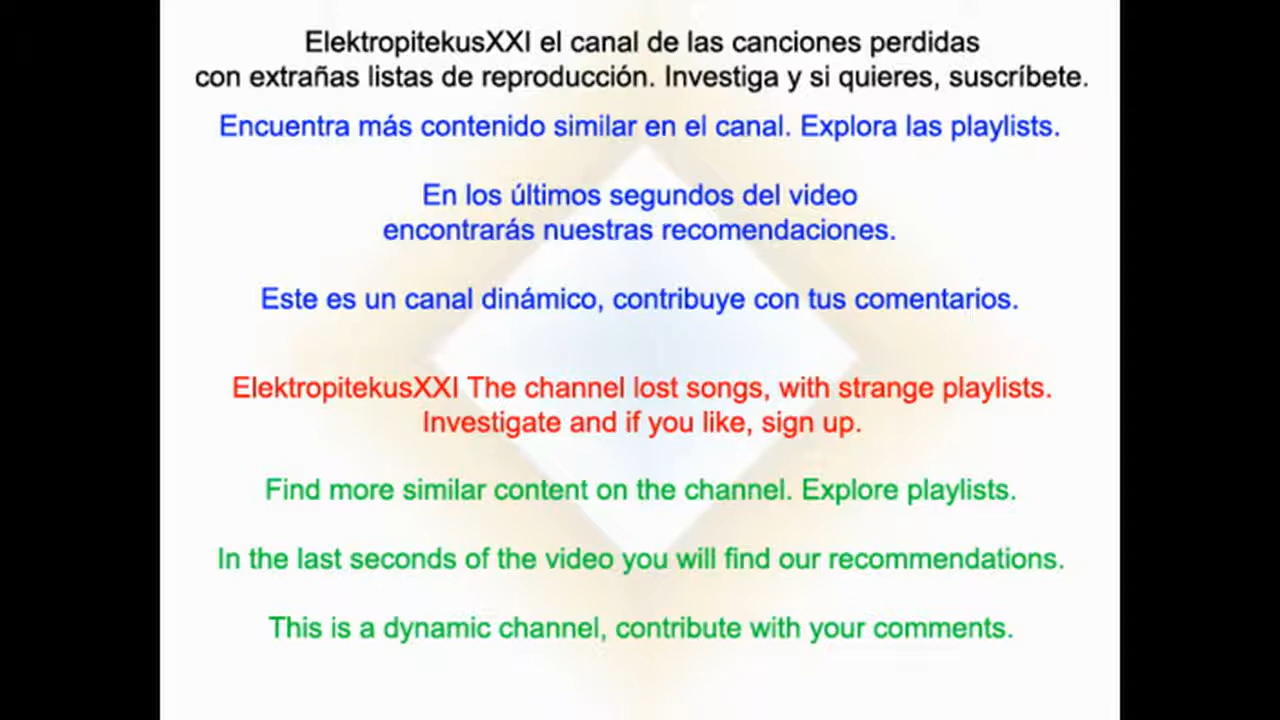 ElektropitekusXXI el canal de las canciones perdidas
con extrañas listas de reproducción. Investiga y si quieres, suscríbete.
Encuentra más contenido similar en el canal. Explora las playlists.
En los últimos segundos del video
encontrarás nuestras recomendaciones.
Este es un canal dinámico, contribuye con tus comentarios.
ElektropitekusXXI The channel lost songs, with strange playlists.
Investigate and if you like, sign up.
Find more similar content on the channel. Explore playlists.
In the last seconds of the video you will find our recommendations.
This is a dynamic channel, contribute with your comments.